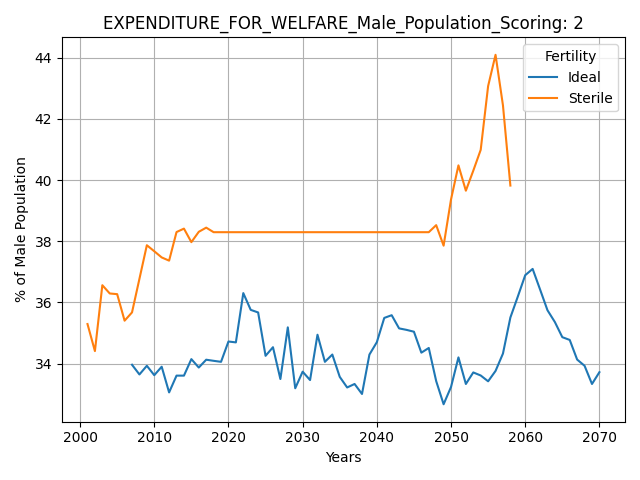 EXPENDITURE_FOR_WELFARE_Male_Population_Scoring: 2
Fertility
Ideal
Sterile
44
42
40
38
36
34
% of Male Population
2000 2010 2020 2030 2040 2050 2060 2070
Years